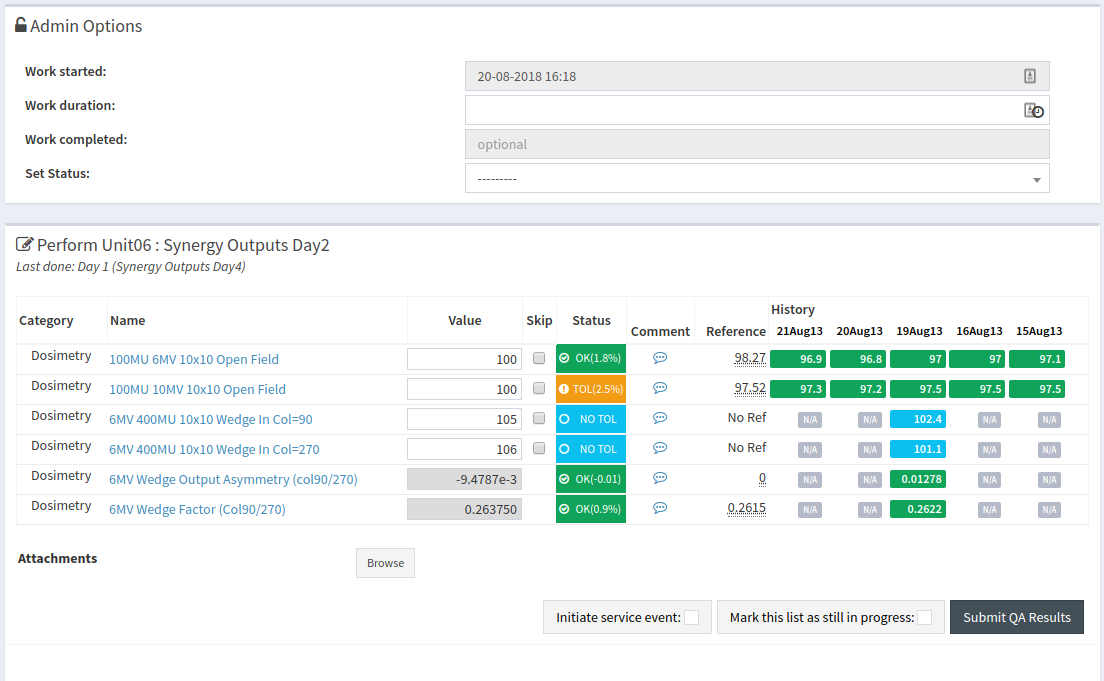 Admin Options
Work started: 20-08-2018 16:18
Work duration:
Work completed: optional
Set Status: ---------
Perform Unit06 : Synergy Outputs Day2
Last done: Day 1 (Synergy Outputs Day4)
History
Category Name Value Skip Status Comment Reference 21Aug13 20Aug13 19Aug13 16Aug13 15Aug13
Dosimetry 100MU 6MV 10x10 Open Field 100 OK(1.8%) 98.27 96.9 96.8 97 97 97.1
Dosimetry 100MU 10MV 10x10 Open Field 100 TOL(2.5%) 97.52 97.3 97.2 97.5 97.5 97.5
Dosimetry 6MV 400MU 10x10 Wedge In Col=90 105 NO TOL No Ref N/A N/A 102.4 N/A N/A
Dosimetry 6MV 400MU 10x10 Wedge In Col=270 106 NO TOL No Ref N/A N/A 101.1 N/A N/A
Dosimetry 6MV Wedge Output Asymmetry (col90/270) -9.4787e-3 OK(-0.01) 0 N/A N/A 0.01278 N/A N/A
Dosimetry 6MV Wedge Factor (Col90/270) 0.263750 OK(0.9%) 0.2615 N/A N/A 0.2622 N/A N/A
Attachments Browse
Initiate service event: Mark this list as still in progress: Submit QA Results